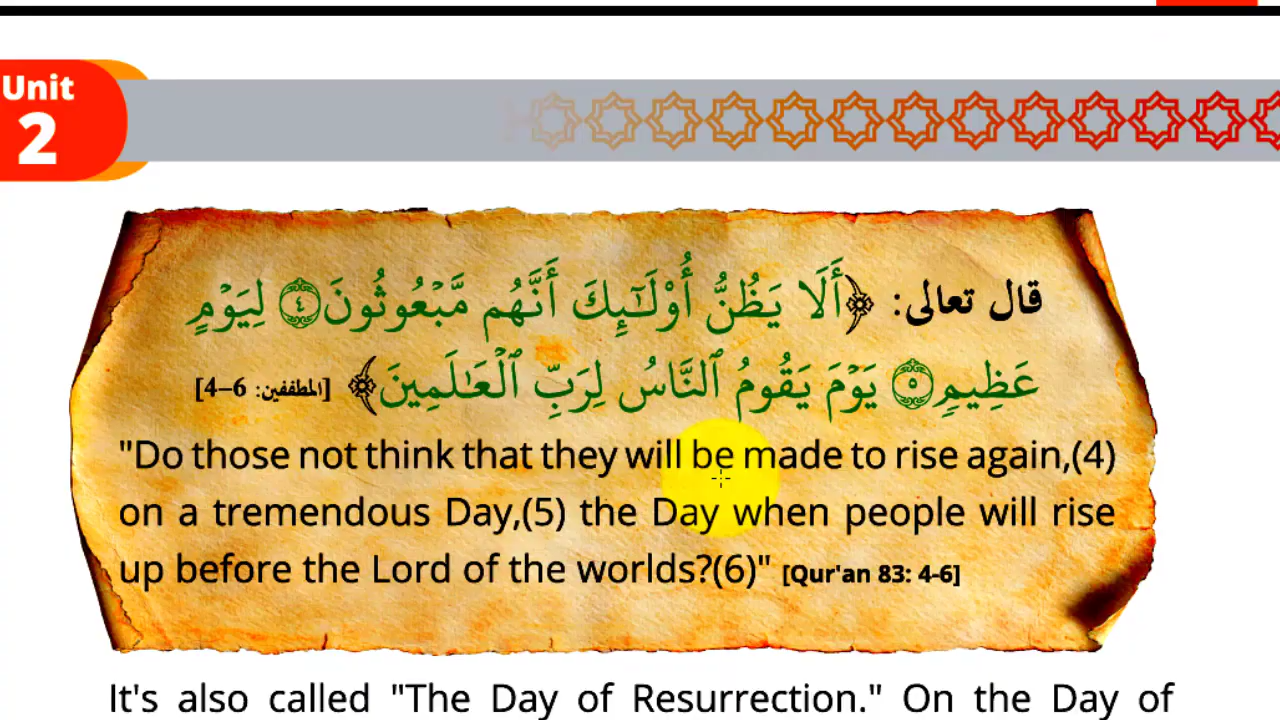 Unit
2
قال تعالى: ﴿أَلَا يَظُنُّ أُوْلَٰٓئِكَ أَنَّهُم مَّبۡعُوثُونَ ٤ لِيَوۡمٍ
عَظِيمٖ ٥ يَوۡمَ يَقُومُ ٱلنَّاسُ لِرَبِّ ٱلۡعَٰلَمِينَ﴾ [المطففين: 6–4]
"Do those not think that they will be made to rise again,(4)
on a tremendous Day,(5) the Day when people will rise
up before the Lord of the worlds?(6)" [Qur'an 83: 4-6]
It's also called "The Day of Resurrection." On the Day of